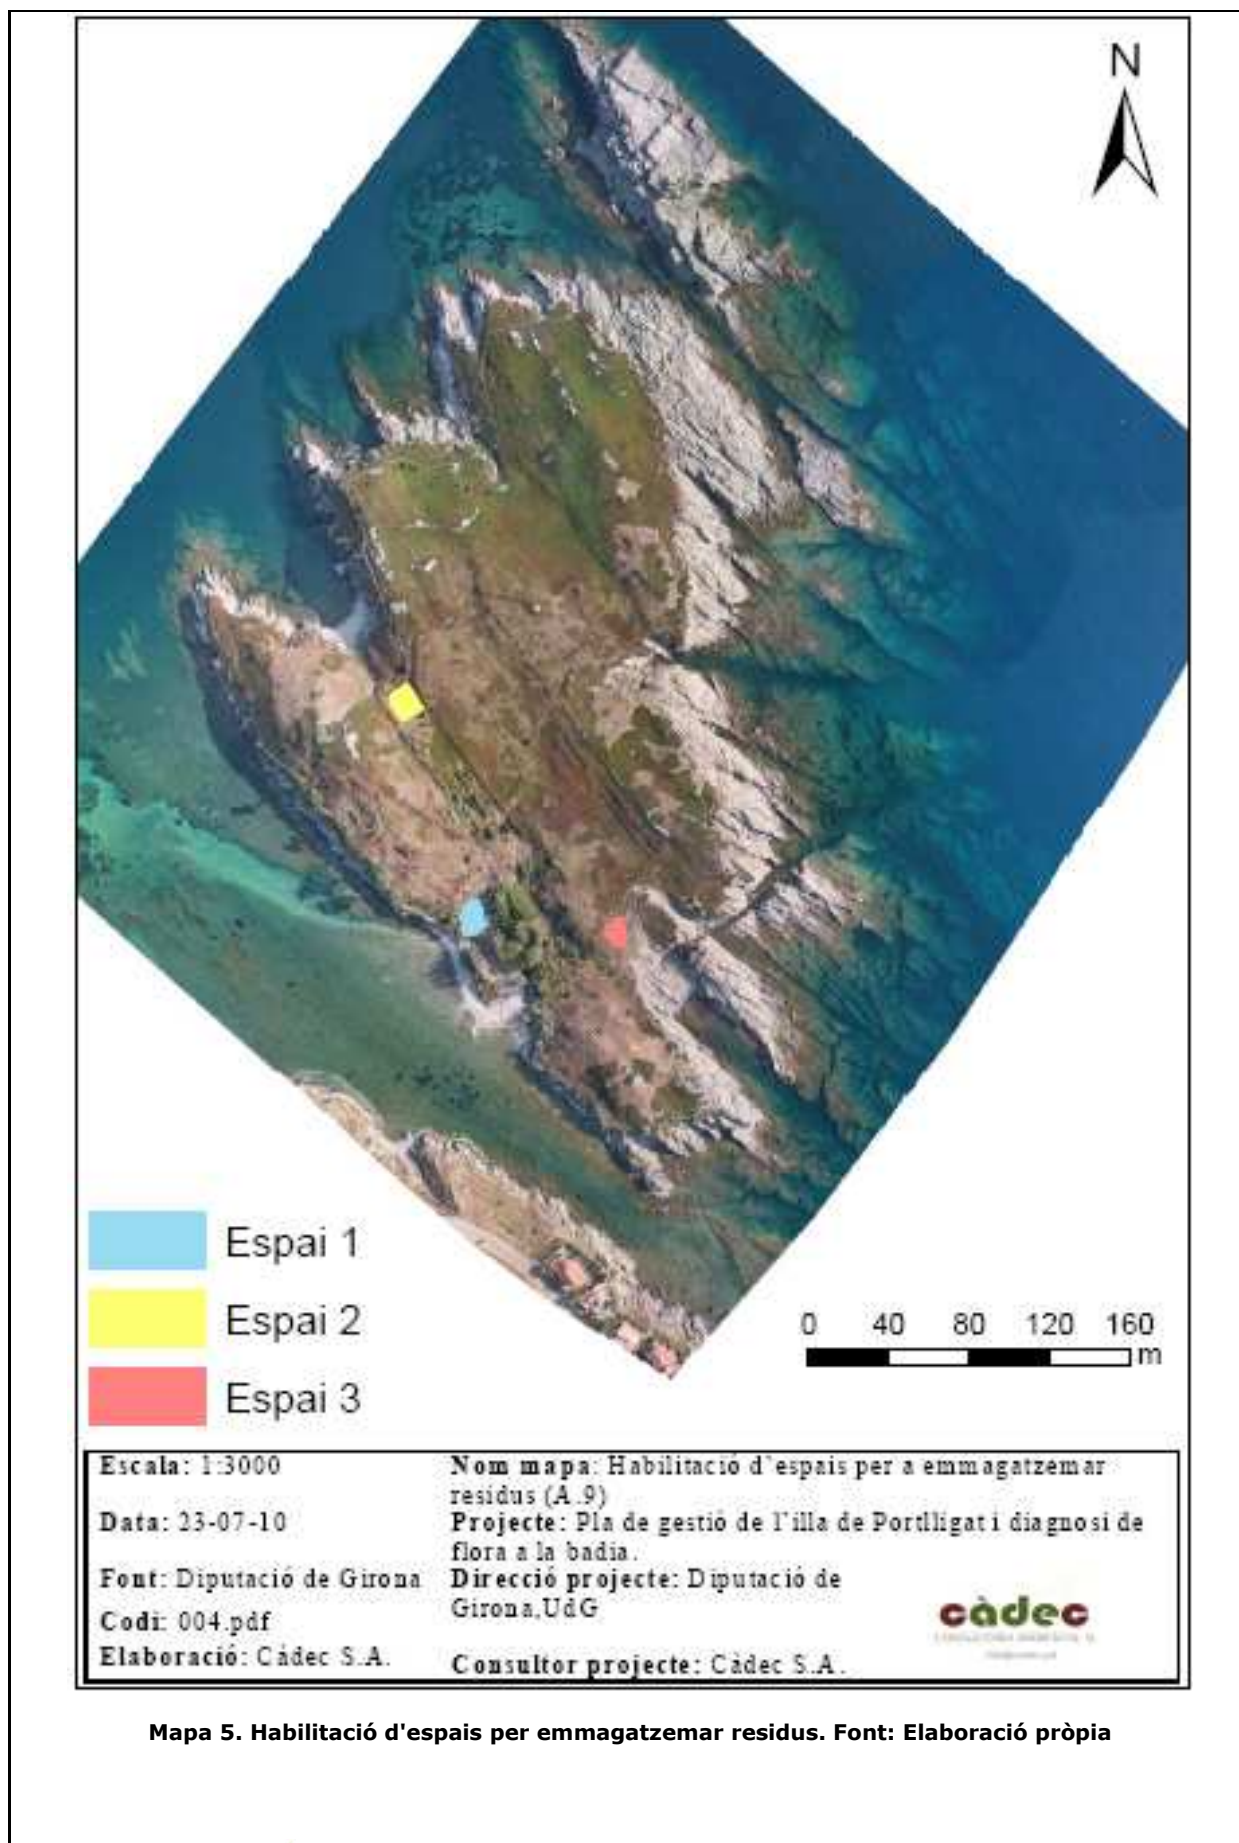 N
Espai 1
Espai 2
Espai 3
0 40 80 120 160
m
Escala: 1:3000
Data: 23-07-10
Font: Diputació de Girona
Codi: 004.pdf
Elaboració: Càdec S.A.
Nom mapa: Habilitació d'espais per a emmagatzemar
residus (A.9)
Projecte: Pla de gestió de l'illa de Portlligat i diagnosi de
flora a la badia.
Direcció projecte: Diputació de
Girona,UdG
Consultor projecte: Càdec S.A.
càdec
Mapa 5. Habilitació d'espais per emmagatzemar residus. Font: Elaboració pròpia